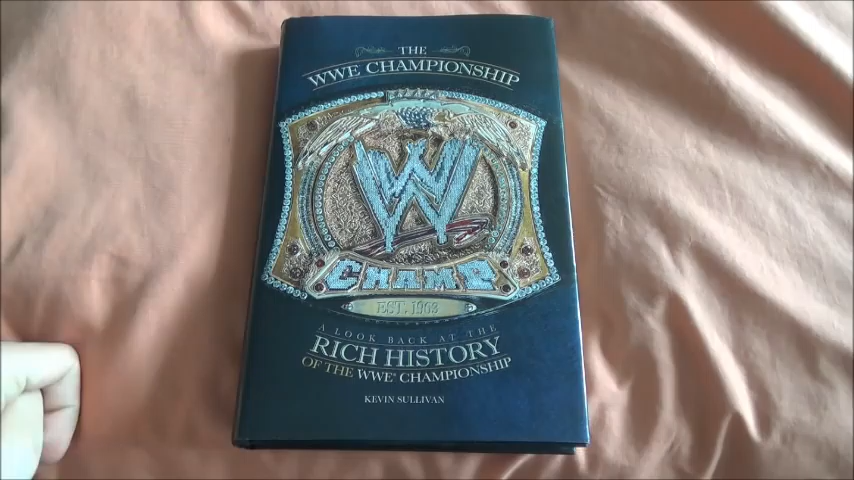 THE
WWE CHAMPIONSHIP
W
CHAMP
EST. 1963
A LOOK BACK AT THE
RICH HISTORY
OF THE WWE® CHAMPIONSHIP
KEVIN SULLIVAN